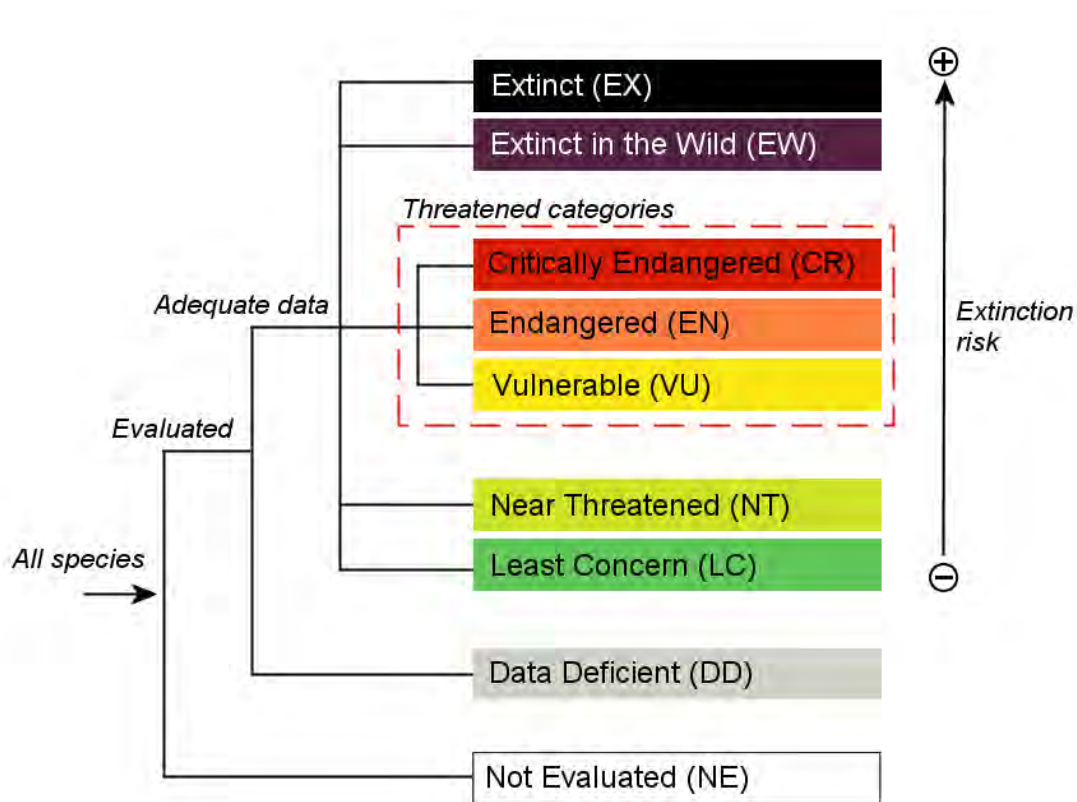 Extinct (EX)
Extinct in the Wild (EW)
Threatened categories
Critically Endangered (CR)
Adequate data
Endangered (EN)
Extinction
risk
Vulnerable (VU)
Evaluated
Near Threatened (NT)
All species
Least Concern (LC)
Data Deficient (DD)
Not Evaluated (NE)